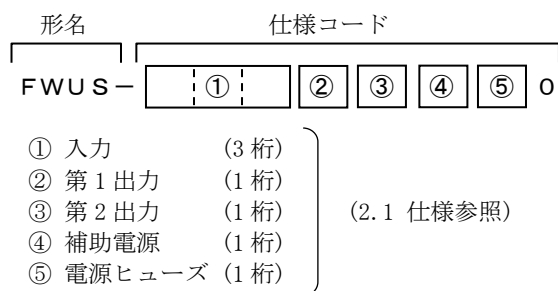 形名 仕様コード
ＦＷＵＳ－ ① ② ③ ④ ⑤ ０
① 入力 (3 桁)
② 第 1 出力 (1 桁)
③ 第 2 出力 (1 桁)
④ 補助電源 (1 桁)
⑤ 電源ヒューズ (1 桁)
(2.1 仕様参照)